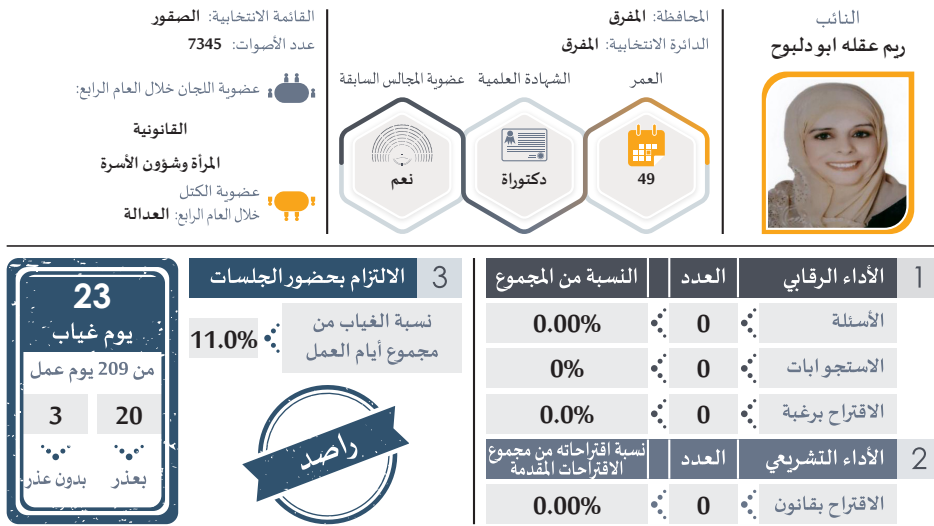 النائب
ريم عقله ابو دلبوح
المحافظة: المفرق
الدائرة الانتخابية: المفرق
العمر
49
الشهادة العلمية
دكتوراة
عضوية المجالس السابقة
نعم
القائمة الانتخابية: الصقور
عدد الأصوات: 7345
عضوية اللجان خلال العام الرابع:
القانونية
المرأة وشؤون الأسرة
عضوية الكتل
خلال العام الرابع: العدالة
1 الأداء الرقابي العدد النسبة من المجموع
الأسئلة 0 0.00%
الاستجوابات 0 0%
الاقتراح برغبة 0 0.0%
2 الأداء التشريعي العدد نسبة اقتراحاته من مجموع
الاقتراحات المقدمة
الاقتراح بقانون 0 0.00%
3 الالتزام بحضور الجلسات
نسبة الغياب من
مجموع أيام العمل
11.0%
راصد
23
يوم غياب
من 209 يوم عمل
20 3
بعذر بدون عذر